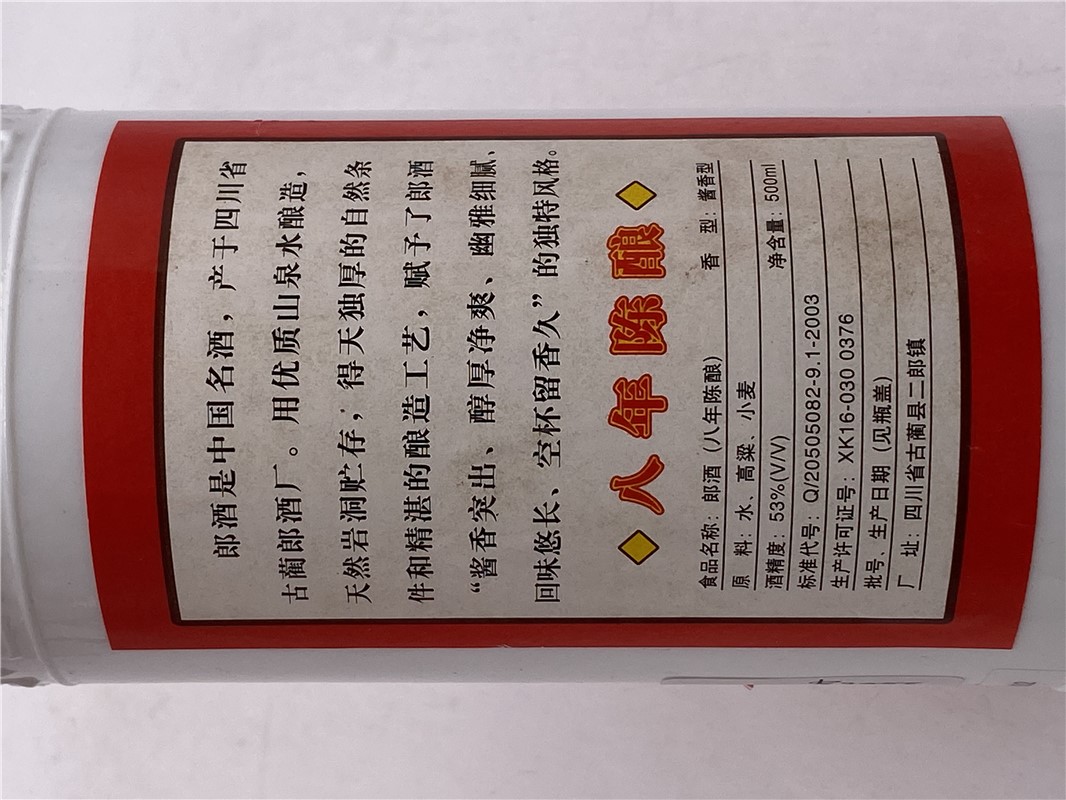 郎酒是中国名酒，产于四川省
古蔺郎酒厂。用优质山泉水酿造，
天然岩洞贮存，得天独厚的自然条
件和精湛的酿造工艺，赋予了郎酒
“酱香突出、醇厚净爽、幽雅细腻、
回味悠长、空杯留香久”的独特风格。
八年陈酿
食品名称：郎酒（八年陈酿） 香 型：酱香型
原 料：水、高粱、小麦
酒精度：53%(V/V) 净含量：500ml
标准代号：Q/20505082-9.1-2003
生产许可证号：XK16-030 0376
批号、生产日期（见瓶盖）
厂 址：四川省古蔺县二郎镇